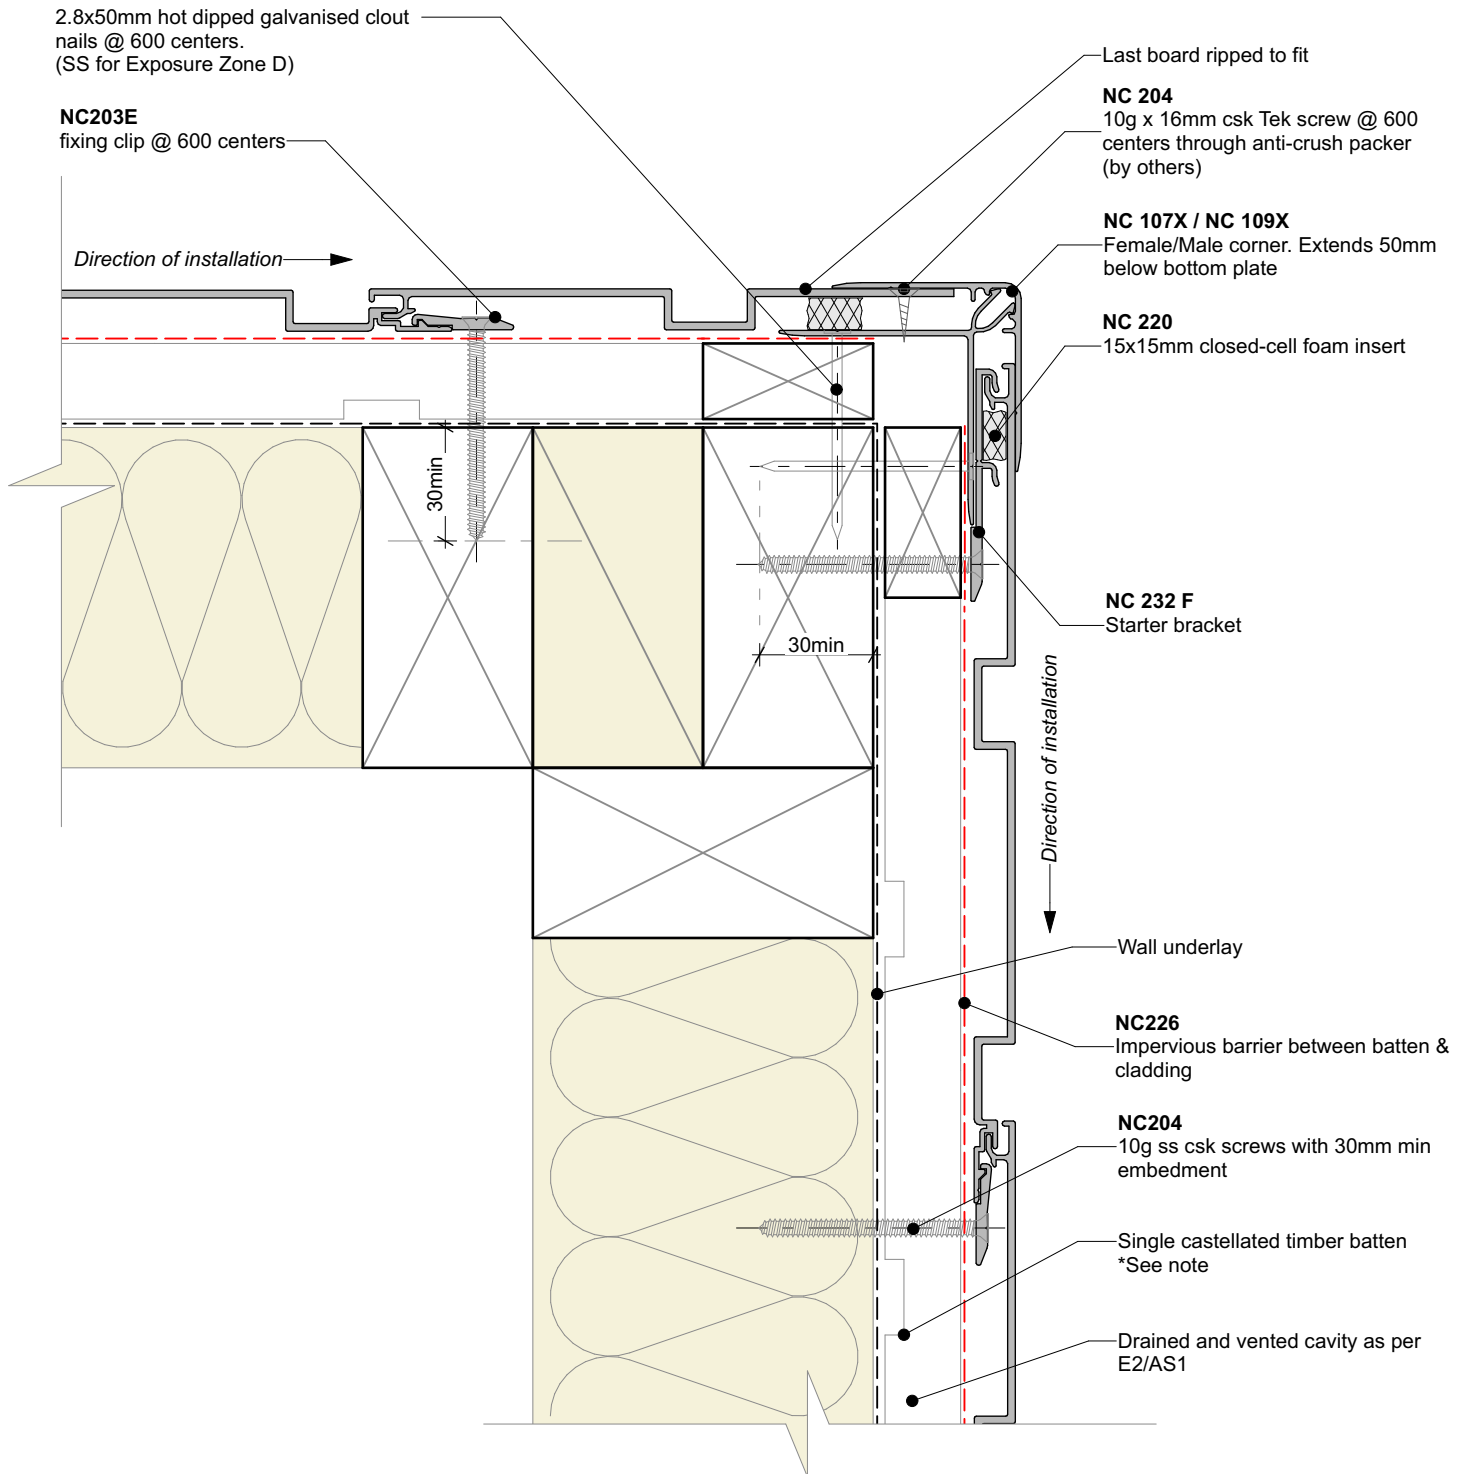 2.8x50mm hot dipped galvanised clout
nails @ 600 centers.
(SS for Exposure Zone D)
NC203E
fixing clip @ 600 centers
Direction of installation
Last board ripped to fit
NC 204
10g x 16mm csk Tek screw @ 600
centers through anti-crush packer
(by others)
NC 107X / NC 109X
Female/Male corner. Extends 50mm
below bottom plate
NC 220
15x15mm closed-cell foam insert
30min
30min
NC 232 F
Starter bracket
Direction of installation
Wall underlay
NC226
Impervious barrier between batten &
cladding
NC204
10g ss csk screws with 30mm min
embedment
Single castellated timber batten
*See note
Drained and vented cavity as per
E2/AS1